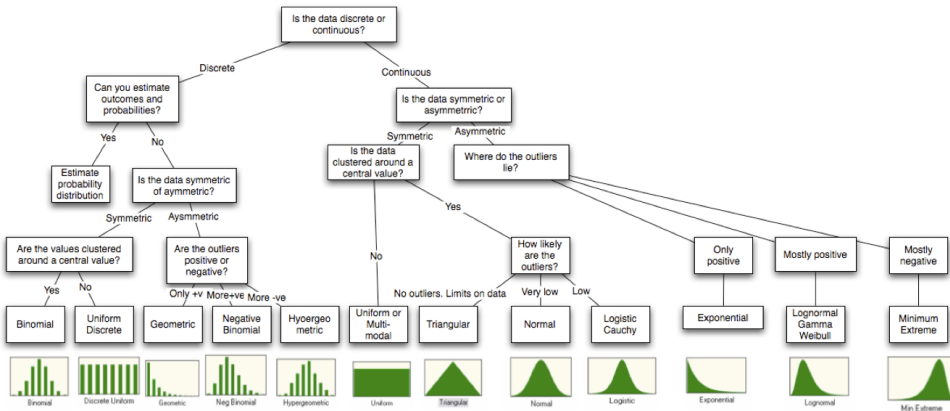 Is the data discrete or
continuous?
Discrete
Continuous
Can you estimate
outcomes and
probabilities?
Is the data symmetric or
asymmetrric?
Yes
No
Symmetric
Asymmetric
Estimate
probability
distribution
Is the data symmetric
of aymmetric?
Is the data
clustered around a
central value?
Where do the outliers
lie?
Symmetric
Aysmmetric
No
Yes
Are the values clustered
around a central value?
Are the outliers
positive or
negative?
How likely
are the
outliers?
Only
positive
Mostly positive
Mostly
negative
Yes
No
Only +v
More+ve
More -ve
No outliers. Limits on data
Very low
Low
Binomial
Uniform
Discrete
Geometric
Negative
Binomial
Hyoergeo
metric
Uniform or
Multi-
modal
Triangular
Normal
Logistic
Cauchy
Exponential
Lognormal
Gamma
Weibull
Minimum
Extreme
Binomial
Discrete Uniform
Geometric
Neg Binomial
Hypergeometric
Uniform
Triangular
Normal
Logistic
Exponential
Lognormal
Min Extreme